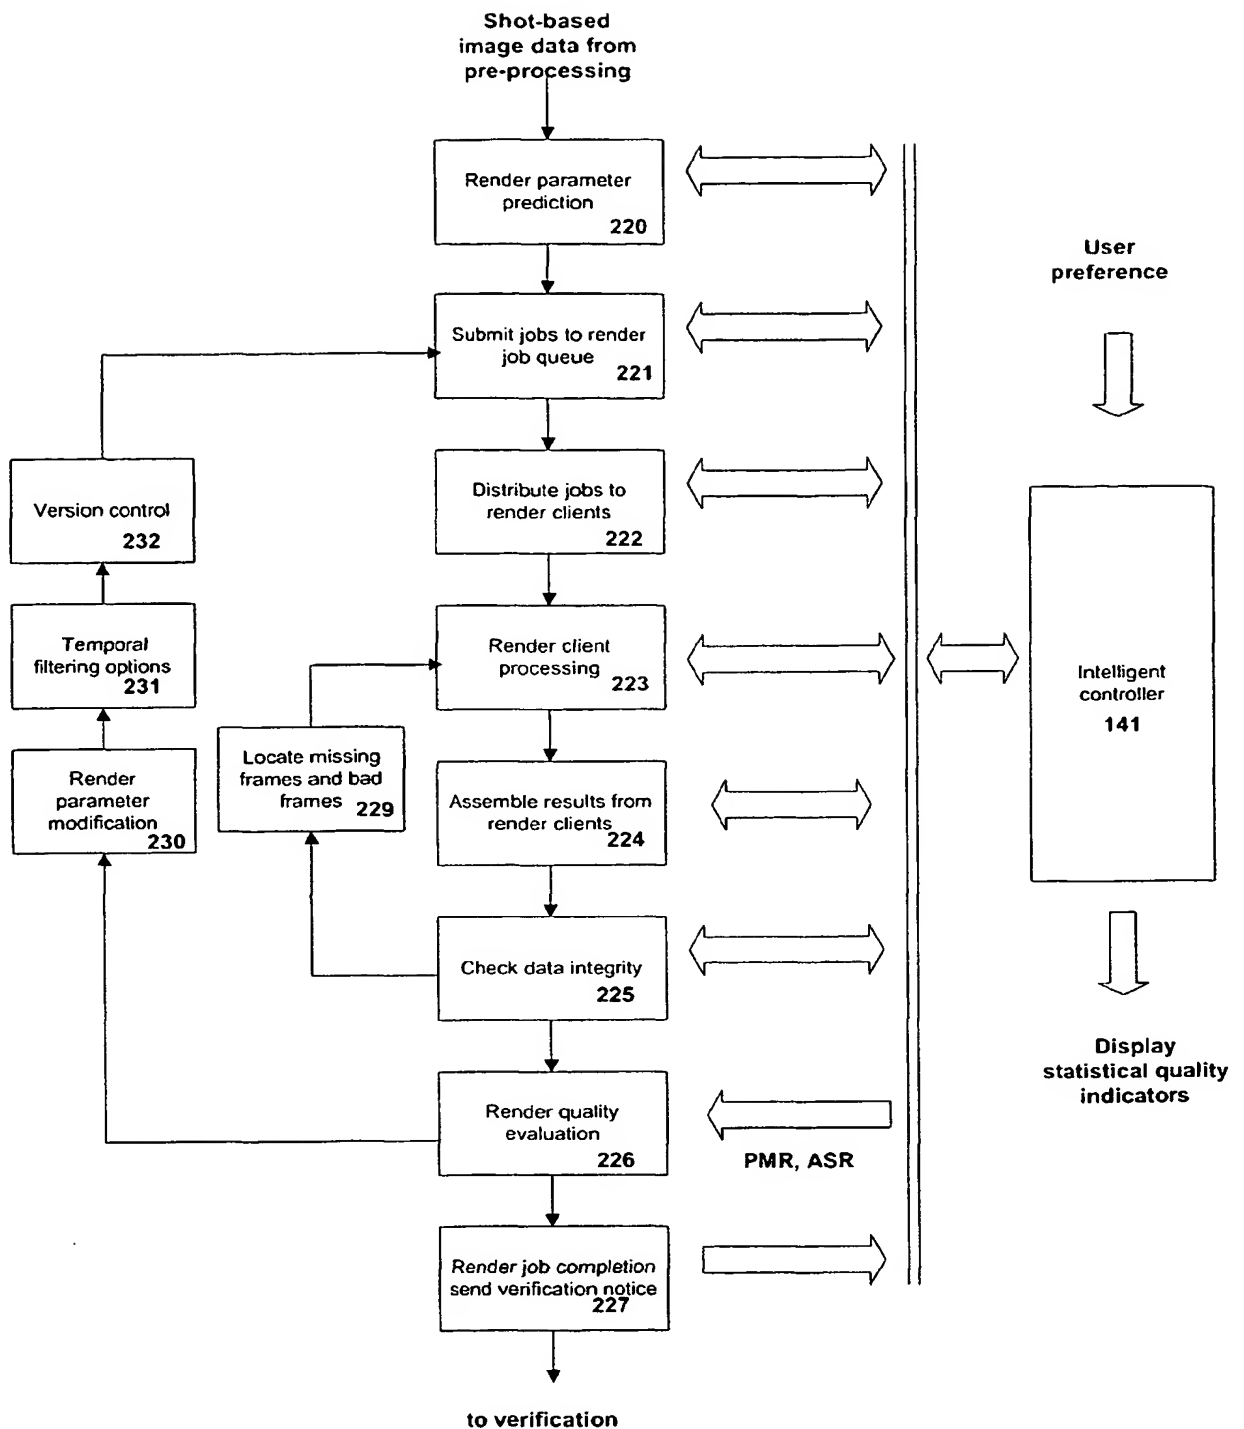 Shot-based
image data from
pre-processing
Render parameter
prediction
220
User
preference
Submit jobs to render
job queue
221
Distribute jobs to
render clients
222
Version control
232
Temporal
filtering options
231
Render client
processing
223
Intelligent
controller
141
Locate missing
frames and bad
frames
229
Render
parameter
modification
230
Assemble results from
render clients
224
Check data integrity
225
Display
statistical quality
indicators
Render quality
evaluation
226
PMR, ASR
Render job completion
send verification notice
227
to verification